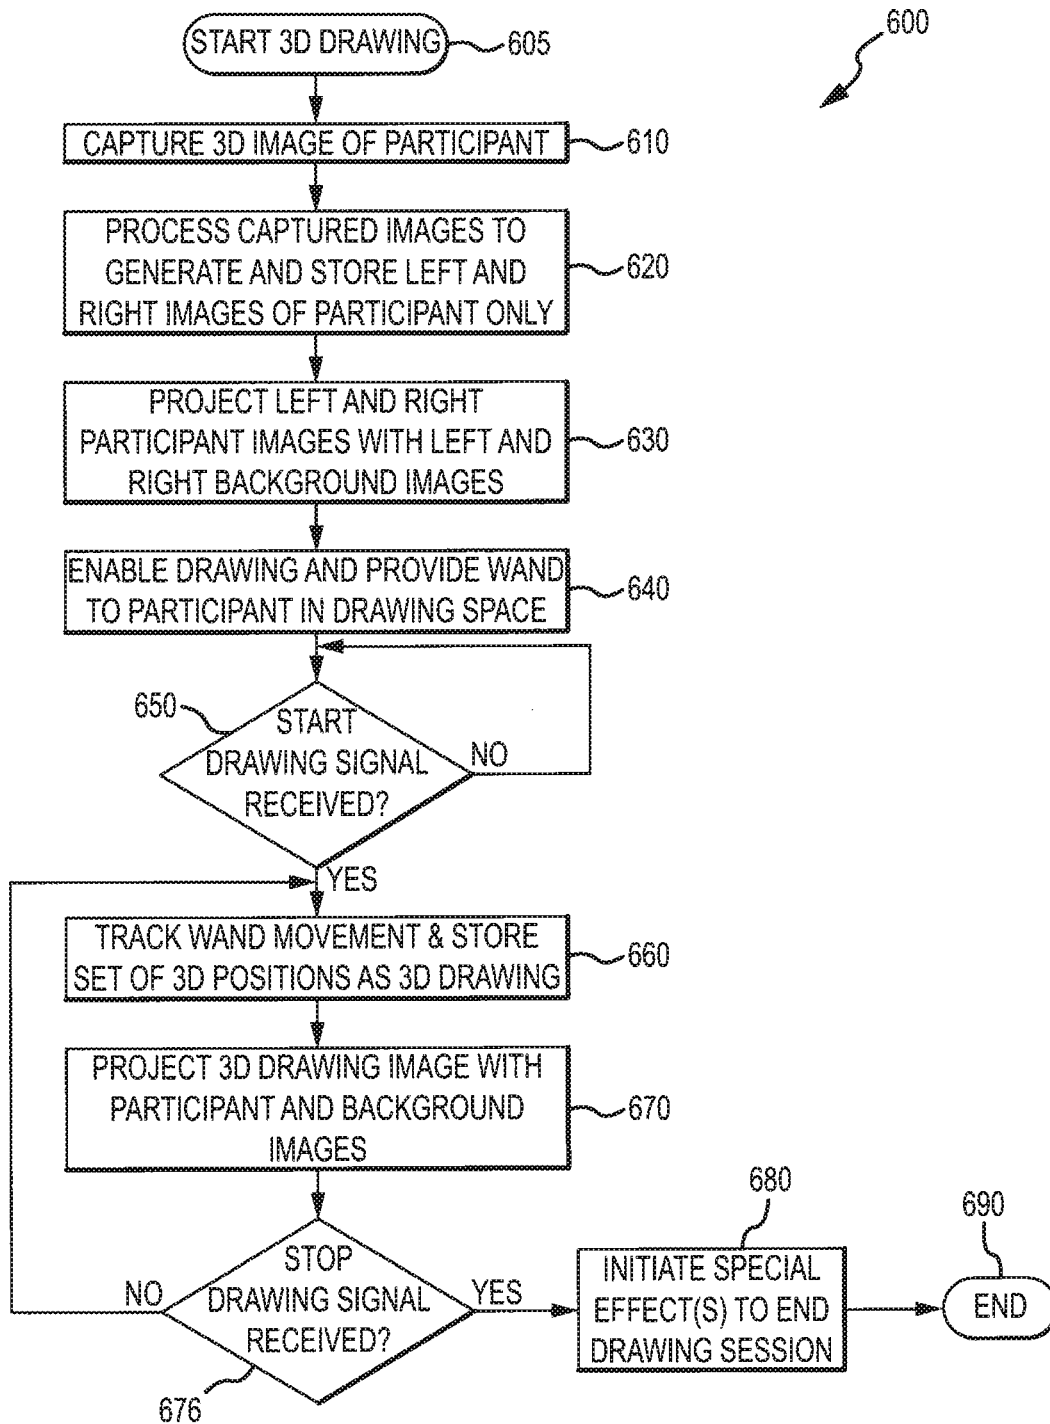 600
START 3D DRAWING
605
CAPTURE 3D IMAGE OF PARTICIPANT
610
PROCESS CAPTURED IMAGES TO
GENERATE AND STORE LEFT AND
RIGHT IMAGES OF PARTICIPANT ONLY
620
PROJECT LEFT AND RIGHT
PARTICIPANT IMAGES WITH LEFT AND
RIGHT BACKGROUND IMAGES
630
ENABLE DRAWING AND PROVIDE WAND
TO PARTICIPANT IN DRAWING SPACE
640
650
START
DRAWING SIGNAL
RECEIVED?
NO
YES
TRACK WAND MOVEMENT & STORE
SET OF 3D POSITIONS AS 3D DRAWING
660
PROJECT 3D DRAWING IMAGE WITH
PARTICIPANT AND BACKGROUND
IMAGES
670
STOP
DRAWING SIGNAL
RECEIVED?
NO
YES
676
680
INITIATE SPECIAL
EFFECT(S) TO END
DRAWING SESSION
690
END